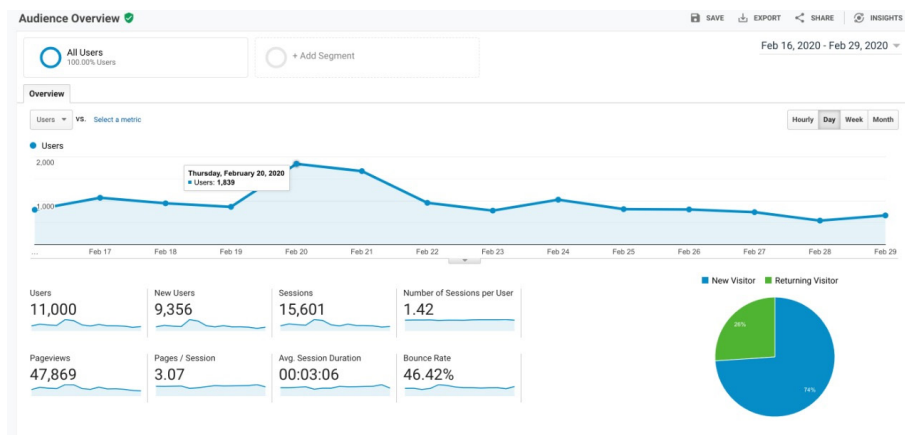 Audience Overview
SAVE EXPORT SHARE INSIGHTS
All Users
100.00% Users
+ Add Segment
Feb 16, 2020 - Feb 29, 2020
Overview
Users VS. Select a metric
Hourly Day Week Month
Users
2,000
1,000
Thursday, February 20, 2020
Users: 1,839
... Feb 17 Feb 18 Feb 19 Feb 20 Feb 21 Feb 22 Feb 23 Feb 24 Feb 25 Feb 26 Feb 27 Feb 28 Feb 29
New Visitor Returning Visitor
Users New Users Sessions Number of Sessions per User
11,000 9,356 15,601 1.42
Pageviews Pages / Session Avg. Session Duration Bounce Rate
47,869 3.07 00:03:06 46.42%
26%
74%